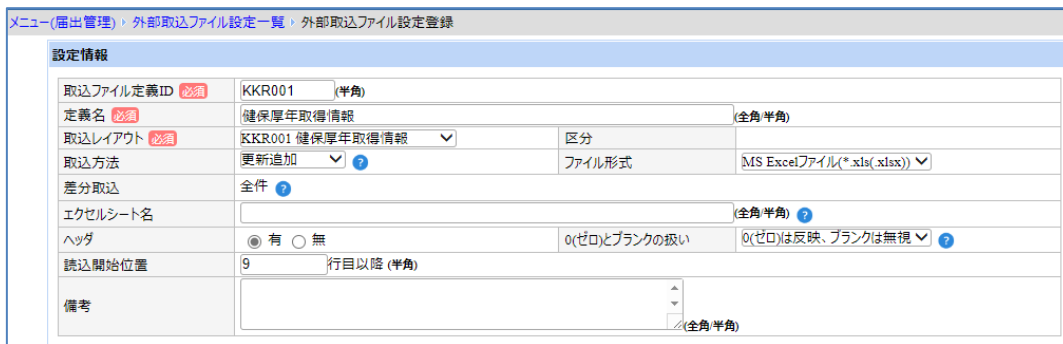 メニュー(届出管理) › 外部取込ファイル設定一覧 › 外部取込ファイル設定登録
設定情報
取込ファイル定義ID 必須 KKR001 (半角)
定義名 必須 健保厚年取得情報 (全角/半角)
取込レイアウト 必須 KKR001 健保厚年取得情報 区分
取込方法 更新追加 ? ファイル形式 MS Excelファイル(*.xls(.xlsx))
差分取込 全件 ?
エクセルシート名 (全角/半角) ?
ヘッダ 有 無 0(ゼロ)とブランクの扱い 0(ゼロ)は反映、ブランクは無視 ?
読込開始位置 9 行目以降 (半角)
備考 (全角/半角)